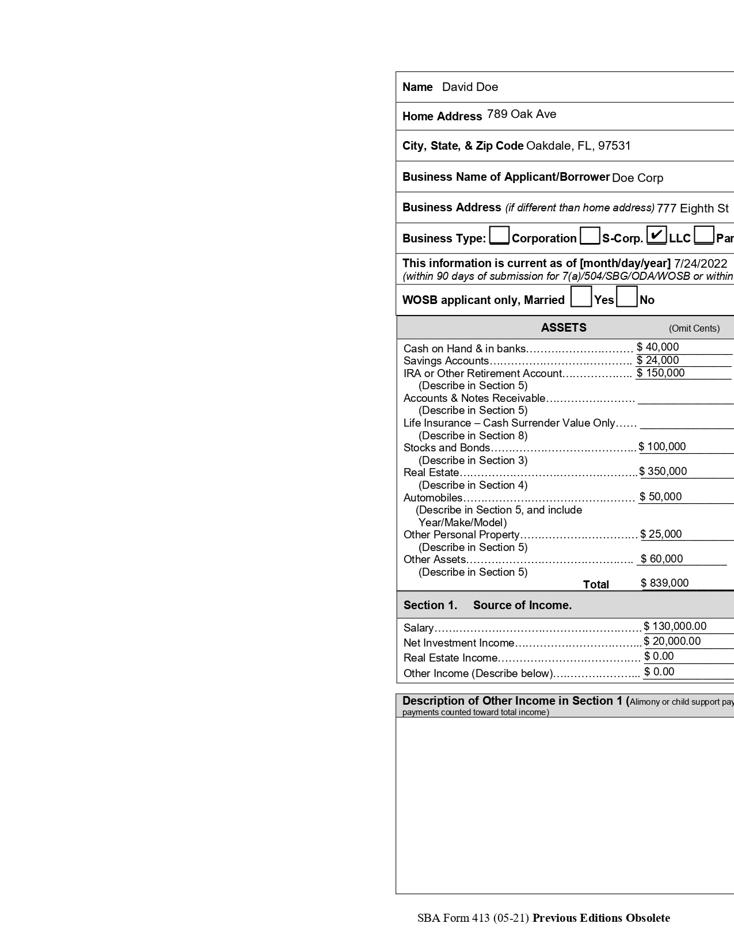 Name David Doe
Home Address 789 Oak Ave
City, State, & Zip Code Oakdale, FL, 97531
Business Name of Applicant/Borrower Doe Corp
Business Address (if different than home address) 777 Eighth St
Business Type: Corporation S-Corp. ✔ LLC Par
This information is current as of [month/day/year] 7/24/2022
(within 90 days of submission for 7(a)/504/SBG/ODA/WOSB or within
WOSB applicant only, Married Yes No
ASSETS (Omit Cents)
Cash on Hand & in banks………………………… $ 40,000
Savings Accounts…………………………………. $ 24,000
IRA or Other Retirement Account………………. $ 150,000
(Describe in Section 5)
Accounts & Notes Receivable……………………
(Describe in Section 5)
Life Insurance – Cash Surrender Value Only……
(Describe in Section 8)
Stocks and Bonds………………………………….. $ 100,000
(Describe in Section 3)
Real Estate…………………………………………. $ 350,000
(Describe in Section 4)
Automobiles………………………………………… $ 50,000
(Describe in Section 5, and include
Year/Make/Model)
Other Personal Property…………………………… $ 25,000
(Describe in Section 5)
Other Assets……………………………………….. $ 60,000
(Describe in Section 5)
Total $ 839,000
Section 1. Source of Income.
Salary…………………………………………………. $ 130,000.00
Net Investment Income…………………………….. $ 20,000.00
Real Estate Income…………………………………. $ 0.00
Other Income (Describe below)…………………… $ 0.00
Description of Other Income in Section 1 (Alimony or child support pay
payments counted toward total income)
SBA Form 413 (05-21) Previous Editions Obsolete